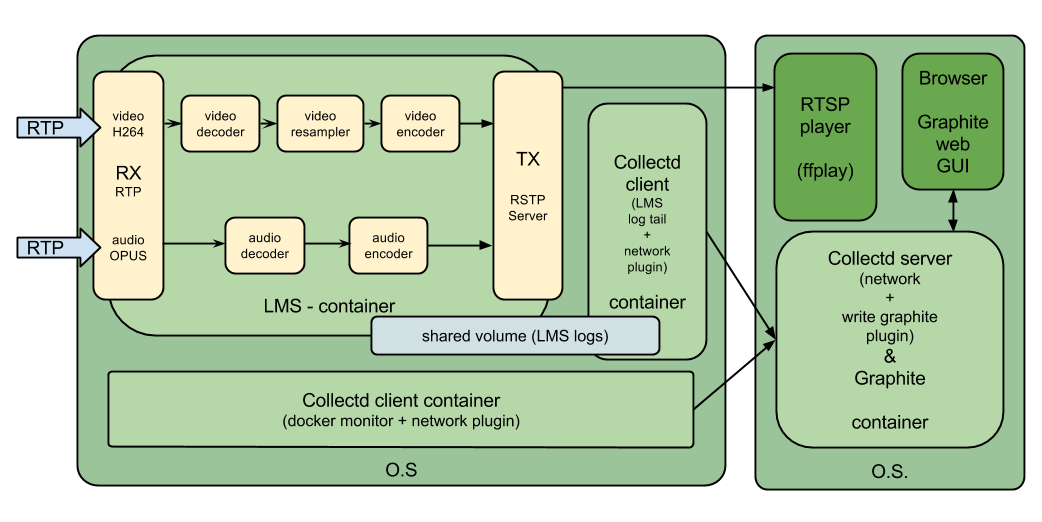 RTP
RTP
video
H264
RX
RTP
audio
OPUS
video
decoder
video
resampler
video
encoder
audio
decoder
audio
encoder
TX
RSTP
Server
LMS - container
Collectd
client
(LMS
log tail
+
network
plugin)
container
shared volume (LMS logs)
Collectd client container
(docker monitor + network plugin)
O.S
RTSP
player
(ffplay)
Browser
Graphite
web
GUI
Collectd server
(network
+
write graphite
plugin)
&
Graphite
container
O.S.